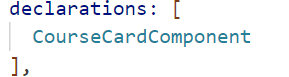 declarations: [
CourseCardComponent
],